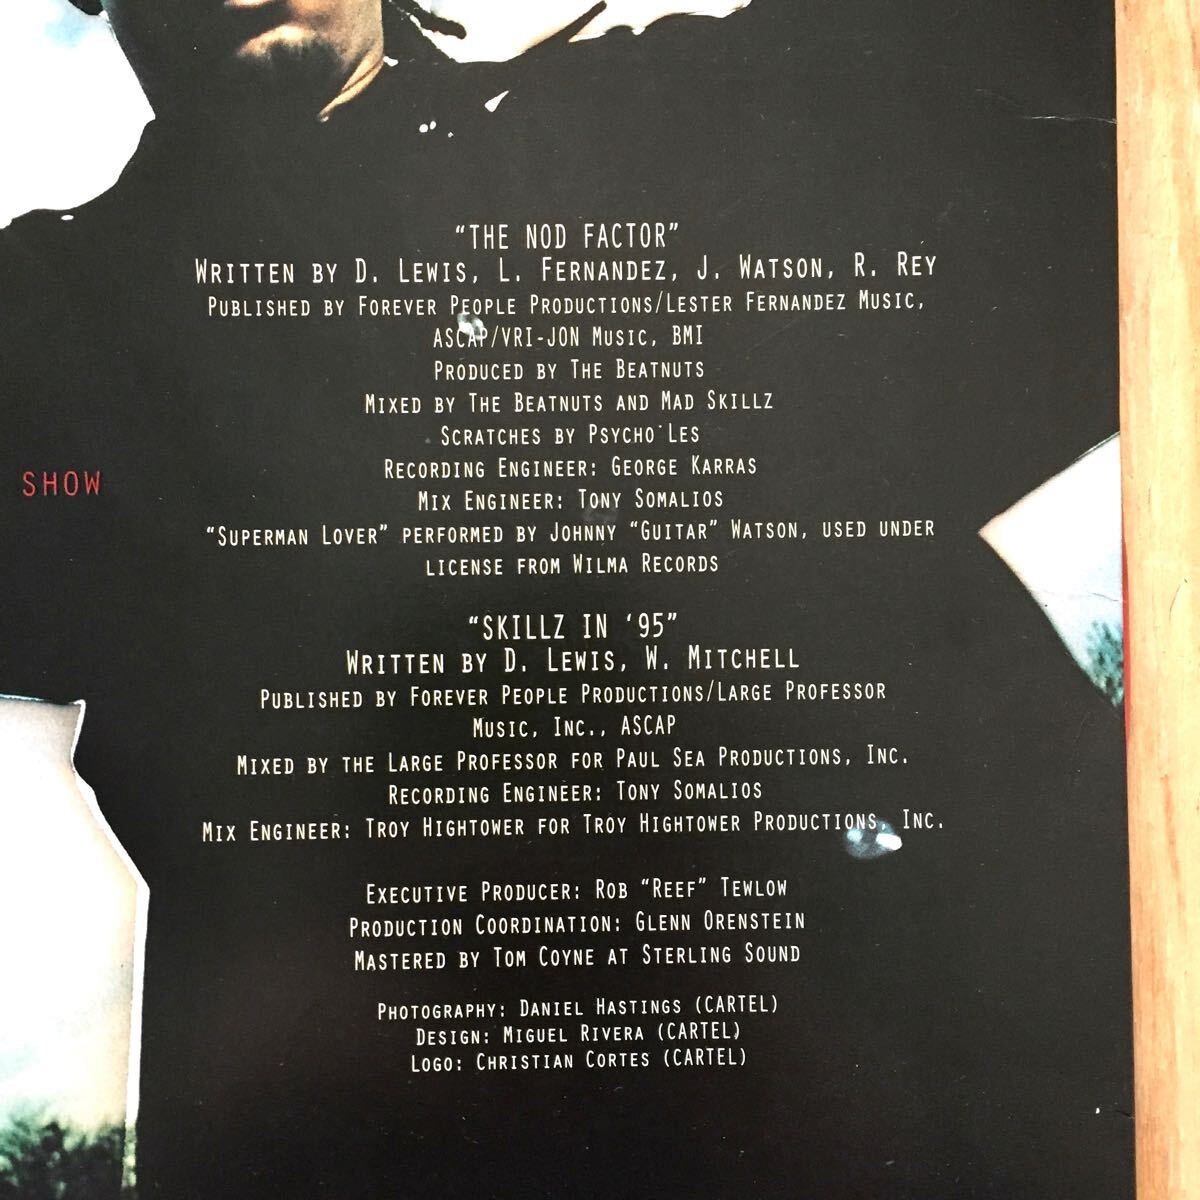 “THE NOD FACTOR”
WRITTEN BY D. LEWIS, L. FERNANDEZ, J. WATSON, R. REY
PUBLISHED BY FOREVER PEOPLE PRODUCTIONS/LESTER FERNANDEZ MUSIC,
ASCAP/VRI-JON MUSIC, BMI
PRODUCED BY THE BEATNUTS
MIXED BY THE BEATNUTS AND MAD SKILLZ
SCRATCHES BY PSYCHO LES
RECORDING ENGINEER: GEORGE KARRAS
MIX ENGINEER: TONY SOMALIOS
“SUPERMAN LOVER” PERFORMED BY JOHNNY “GUITAR” WATSON, USED UNDER
LICENSE FROM WILMA RECORDS
SHOW
“SKILLZ IN ‘95”
WRITTEN BY D. LEWIS, W. MITCHELL
PUBLISHED BY FOREVER PEOPLE PRODUCTIONS/LARGE PROFESSOR
MUSIC, INC., ASCAP
MIXED BY THE LARGE PROFESSOR FOR PAUL SEA PRODUCTIONS, INC.
RECORDING ENGINEER: TONY SOMALIOS
MIX ENGINEER: TROY HIGHTOWER FOR TROY HIGHTOWER PRODUCTIONS, INC.
EXECUTIVE PRODUCER: ROB “REEF” TEWLOW
PRODUCTION COORDINATION: GLENN ORENSTEIN
MASTERED BY TOM COYNE AT STERLING SOUND
PHOTOGRAPHY: DANIEL HASTINGS (CARTEL)
DESIGN: MIGUEL RIVERA (CARTEL)
LOGO: CHRISTIAN CORTES (CARTEL)